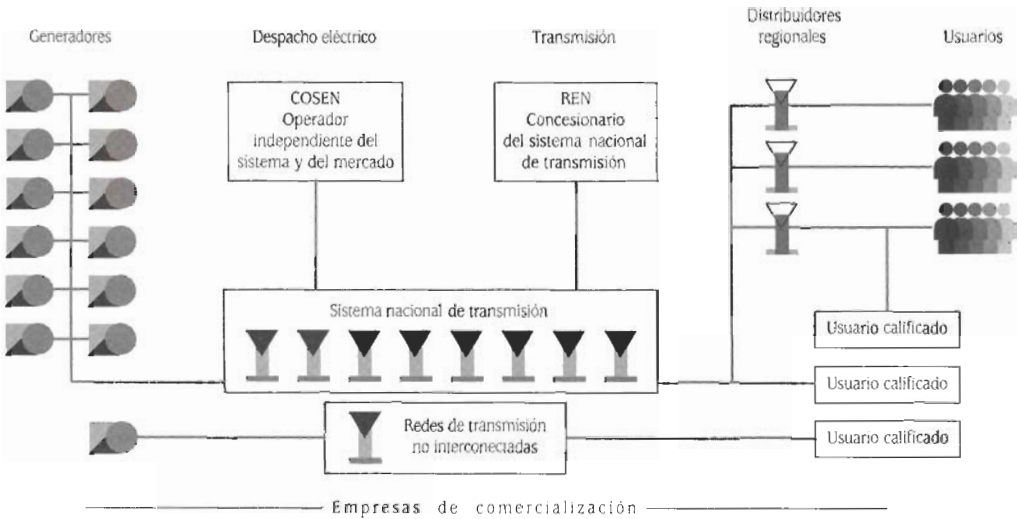 Generadores
Despacho eléctrico
Transmisión
Distribuidores
regionales
Usuarios
COSEN
Operador
independiente del
sistema y del mercado
REN
Concesionario
del sistema nacional
de transmisión
Sistema nacional de transmisión
Usuario calificado
Usuario calificado
Redes de transmisión
no interconectadas
Usuario calificado
Empresas de comercialización